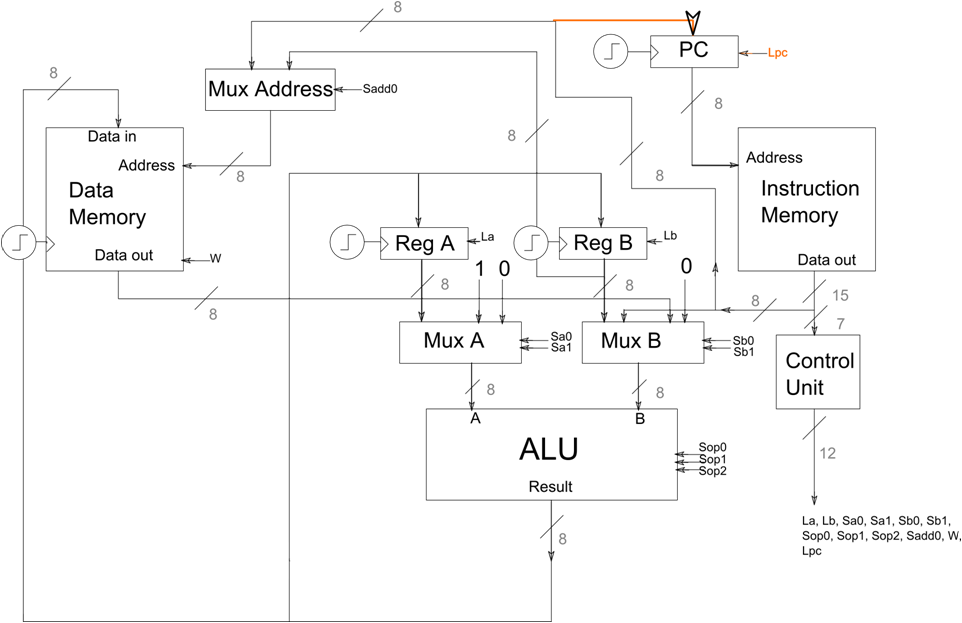 8
PC
Lpc
8
Mux Address
Sadd0
8
8
8
8
8
Data in
Address
Data
Memory
Data out
W
Address
Instruction
Memory
Data out
Reg A
La
Reg B
Lb
8
1
0
8
0
8
8
15
7
Mux A
Sa0
Sa1
Mux B
Sb0
Sb1
Control
Unit
8
8
12
A
B
ALU
Result
Sop0
Sop1
Sop2
8
La, Lb, Sa0, Sa1, Sb0, Sb1,
Sop0, Sop1, Sop2, Sadd0, W,
Lpc